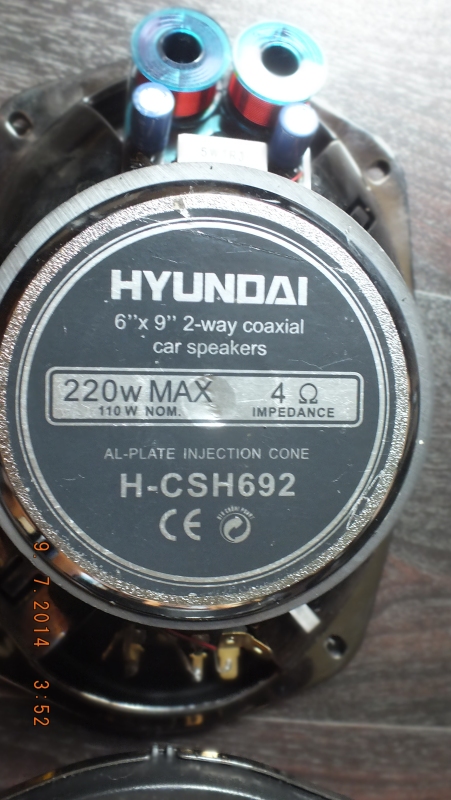 HYUNDAI
6"x 9" 2-way coaxial
car speakers
220w MAX 4 Ω
110 W NOM. IMPEDANCE
AL-PLATE INJECTION CONE
H-CSH692
CE
9. 7. 2014 3:52